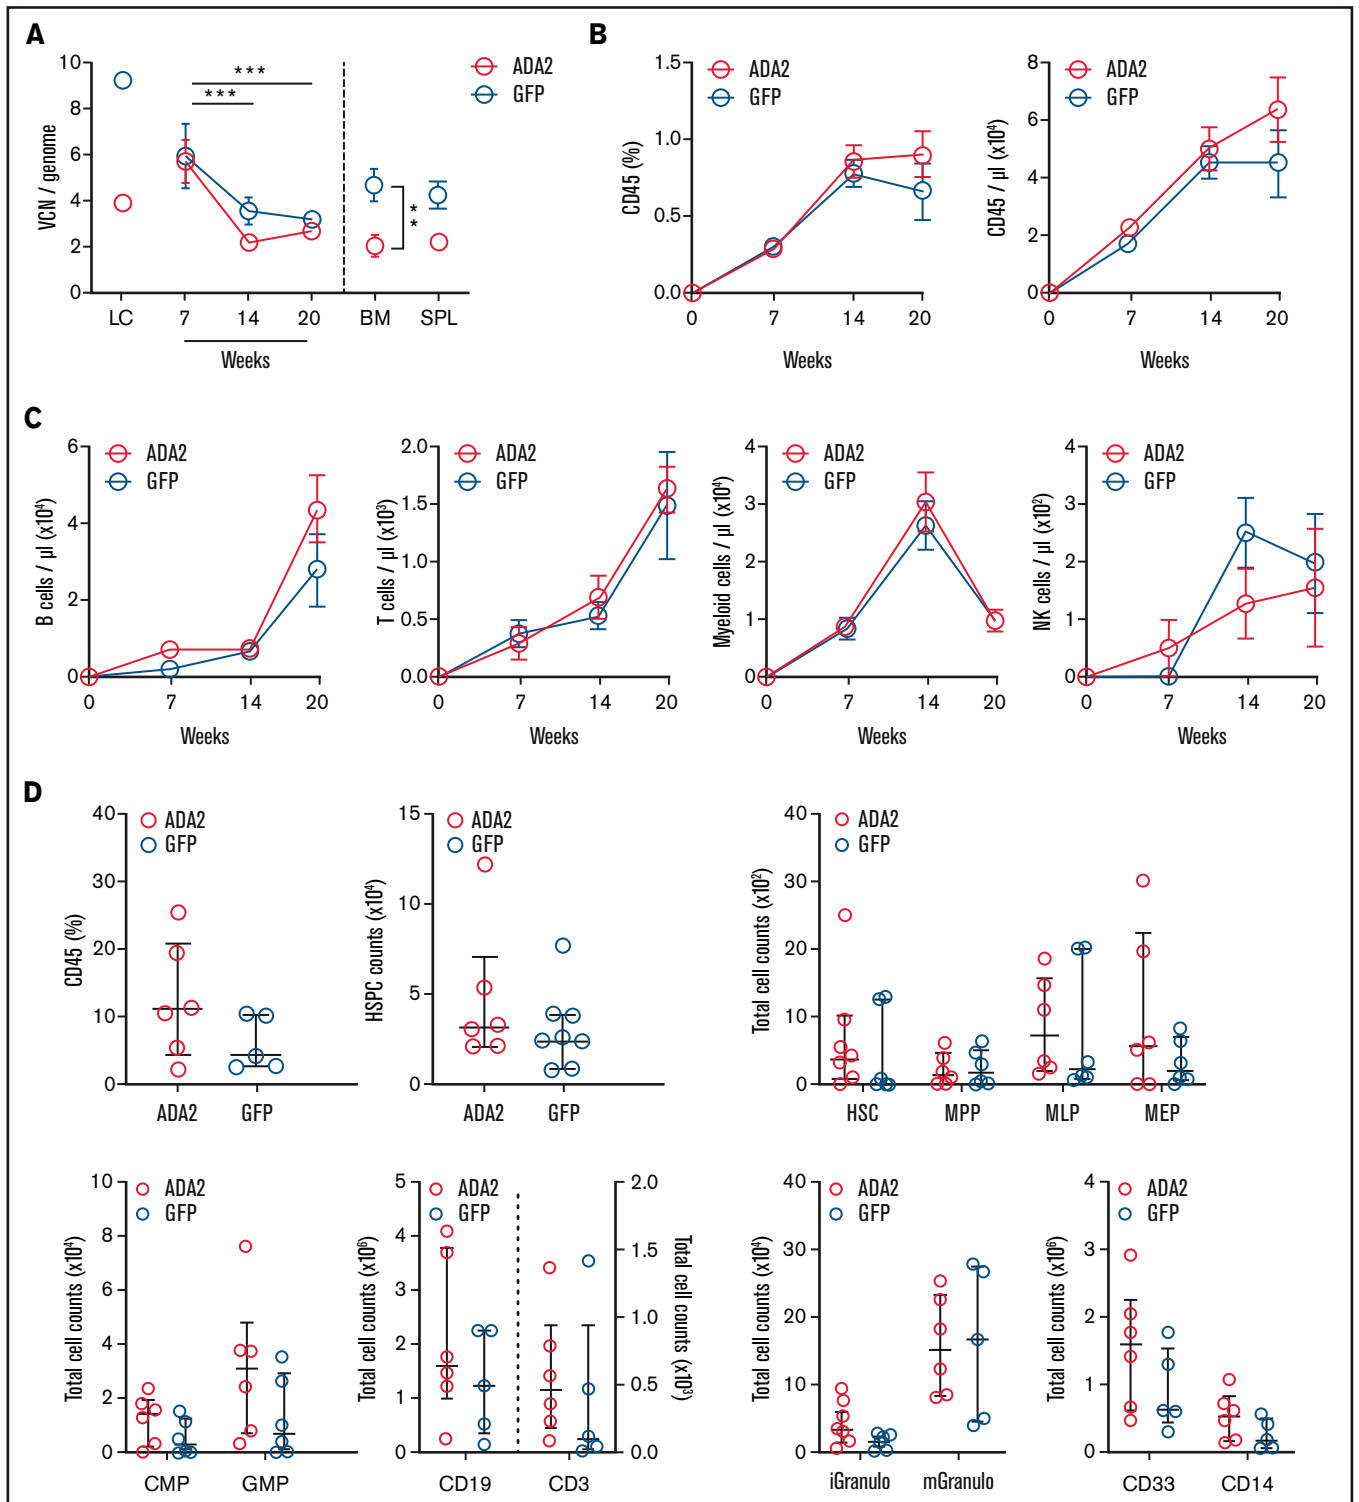 A
VCN / genome
10
8
6
4
2
0
***
***
**
ADA2
GFP
LC
7
14
20
BM
SPL
Weeks
B
CD45 (%)
1.5
1.0
0.5
0.0
ADA2
GFP
0
7
14
20
Weeks
CD45 / µl (x10⁴)
8
6
4
2
0
ADA2
GFP
0
7
14
20
Weeks
C
B cells / µl (x10⁴)
6
4
2
0
ADA2
GFP
0
7
14
20
Weeks
T cells / µl (x10³)
2.0
1.5
1.0
0.5
0.0
ADA2
GFP
0
7
14
20
Weeks
Myeloid cells / µl (x10⁴)
4
3
2
1
0
ADA2
GFP
0
7
14
20
Weeks
NK cells / µl (x10²)
4
3
2
1
0
ADA2
GFP
0
7
14
20
Weeks
D
CD45 (%)
40
30
20
10
0
ADA2
GFP
ADA2
GFP
HSPC counts (x10⁴)
15
10
5
0
ADA2
GFP
ADA2
GFP
Total cell counts (x10²)
40
30
20
10
0
ADA2
GFP
HSC
MPP
MLP
MEP
Total cell counts (x10⁴)
10
8
6
4
2
0
ADA2
GFP
CMP
GMP
Total cell counts (x10⁶)
5
4
3
2
1
0
ADA2
GFP
CD19
CD3
2.0
1.5
1.0
0.5
0.0
Total cell counts (x10³)
Total cell counts (x10⁴)
40
30
20
10
0
ADA2
GFP
iGranulo
mGranulo
Total cell counts (x10⁶)
4
3
2
1
0
ADA2
GFP
CD33
CD14